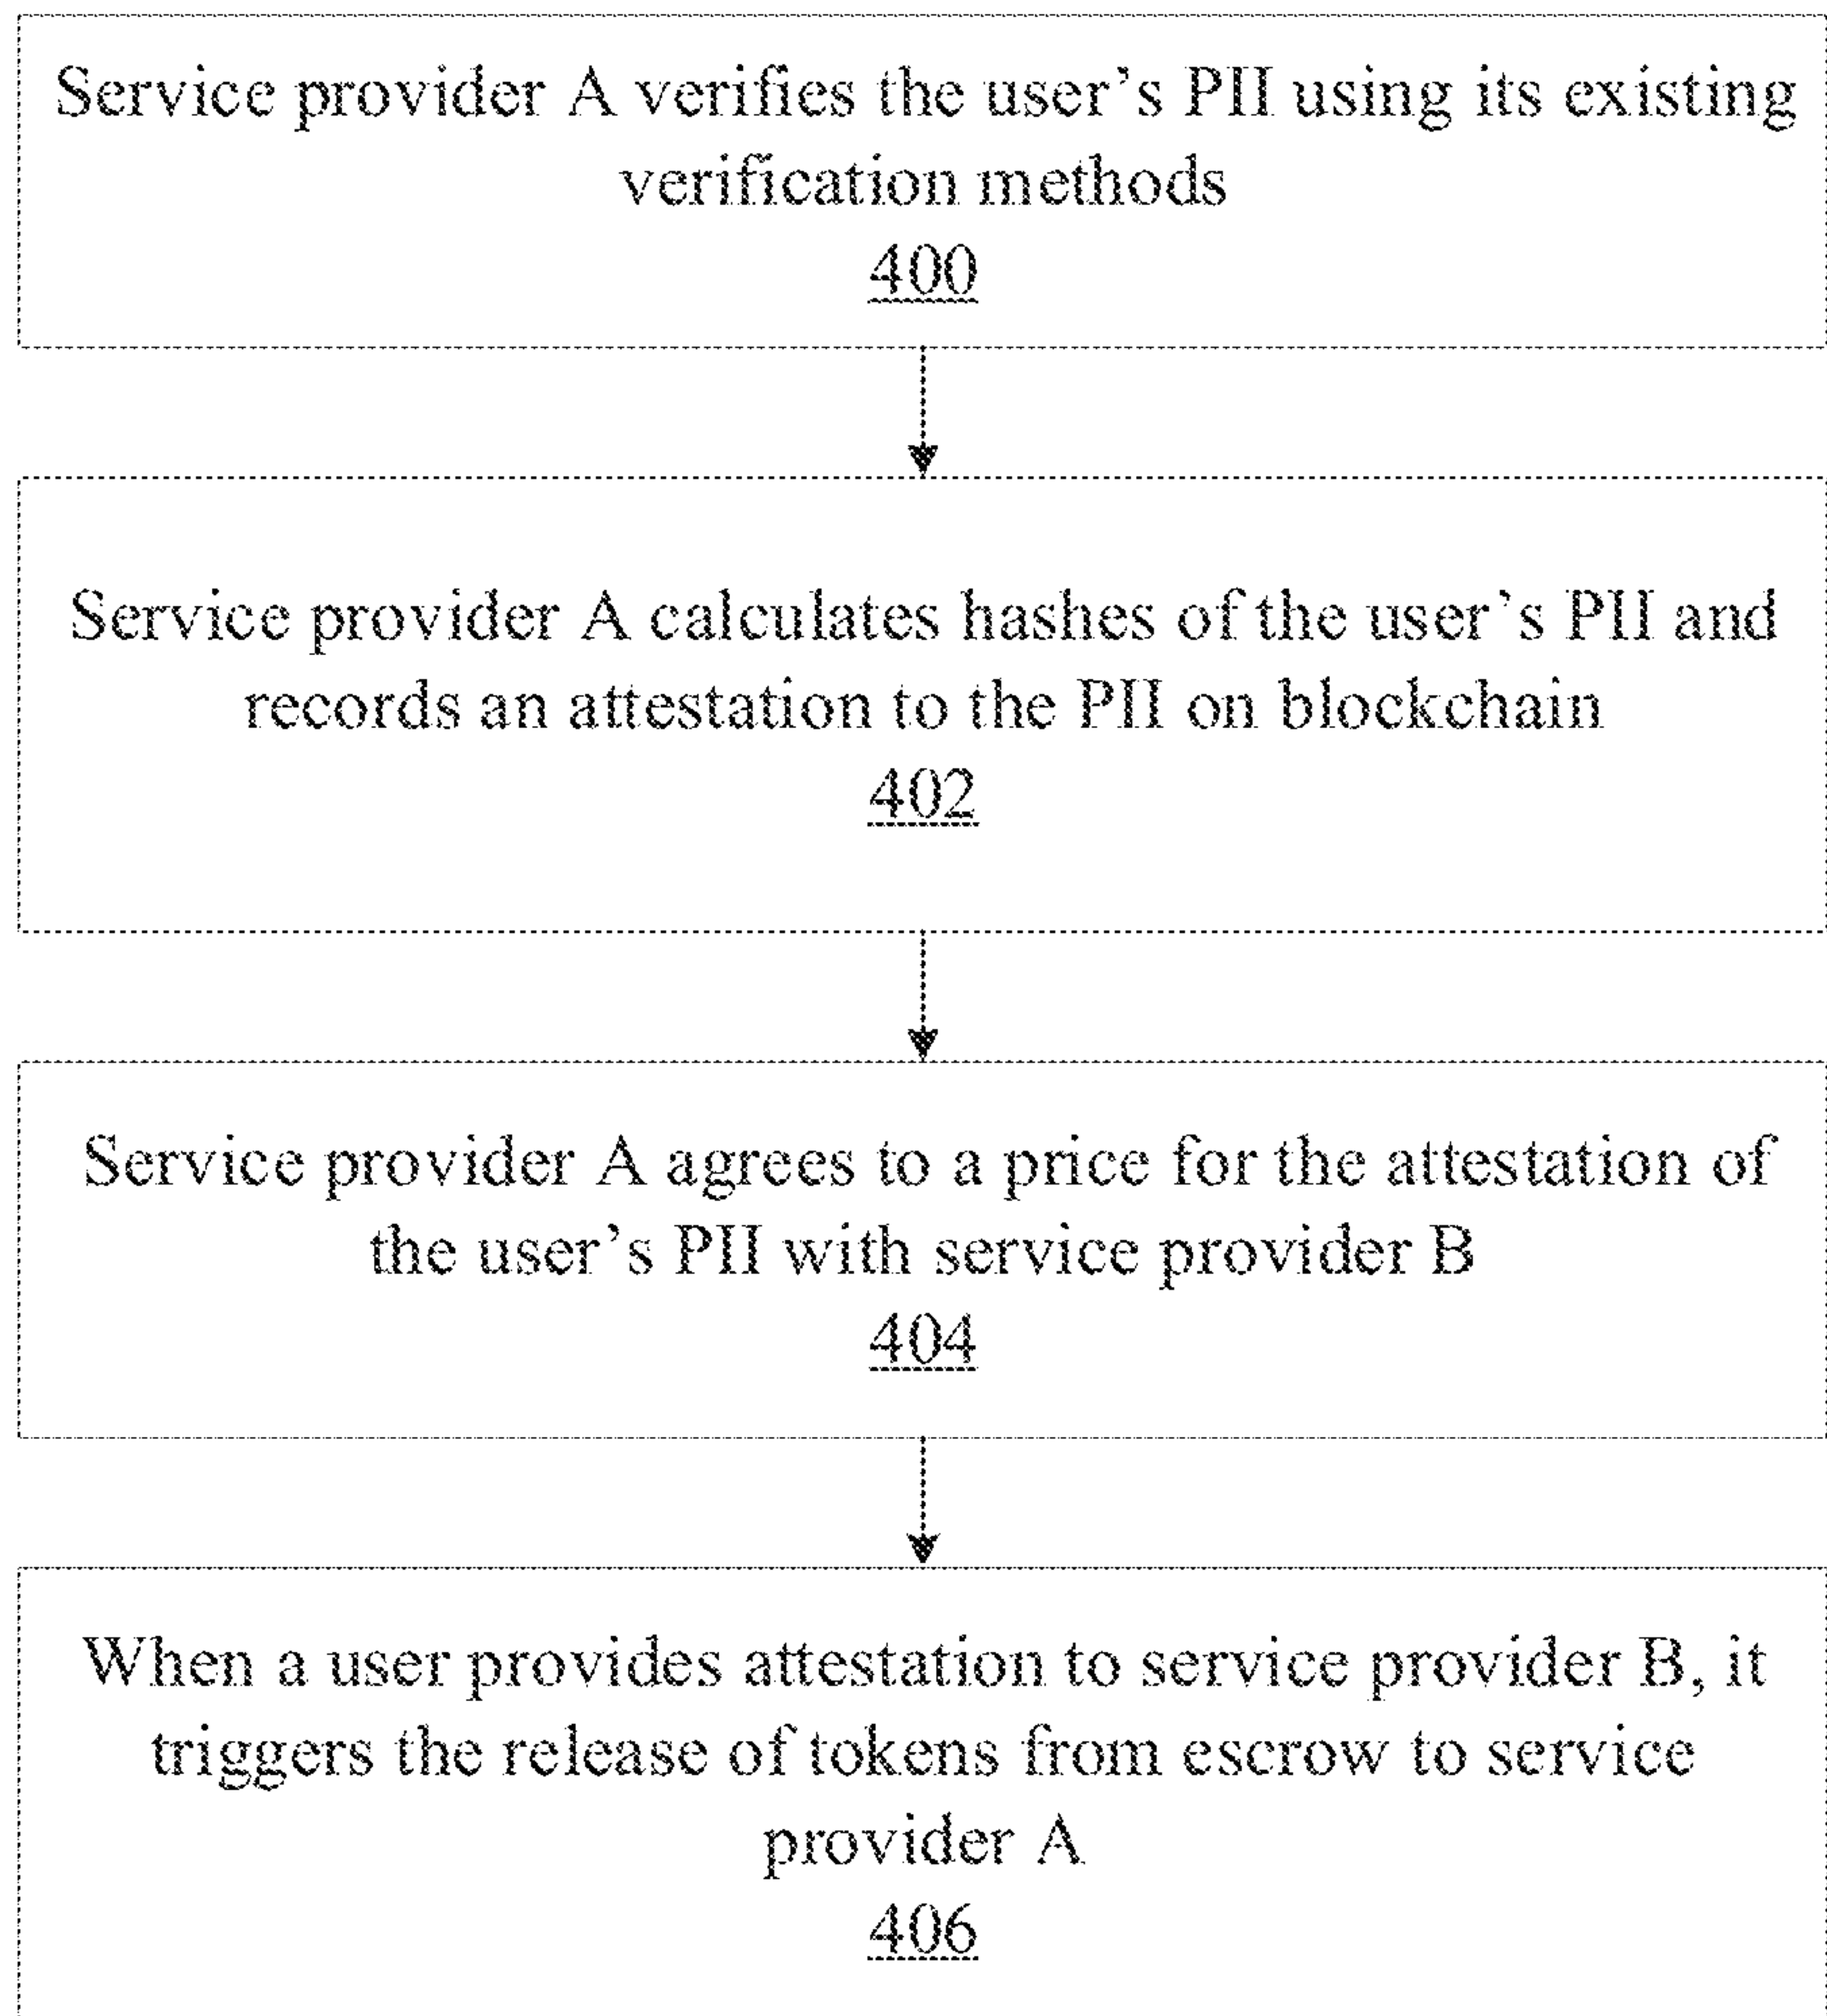 Service provider A verifies the user’s PII using its existing
verification methods
400
Service provider A calculates hashes of the user’s PII and
records an attestation to the PII on blockchain
402
Service provider A agrees to a price for the attestation of
the user’s PII with service provider B
404
When a user provides attestation to service provider B, it
triggers the release of tokens from escrow to service
provider A
406